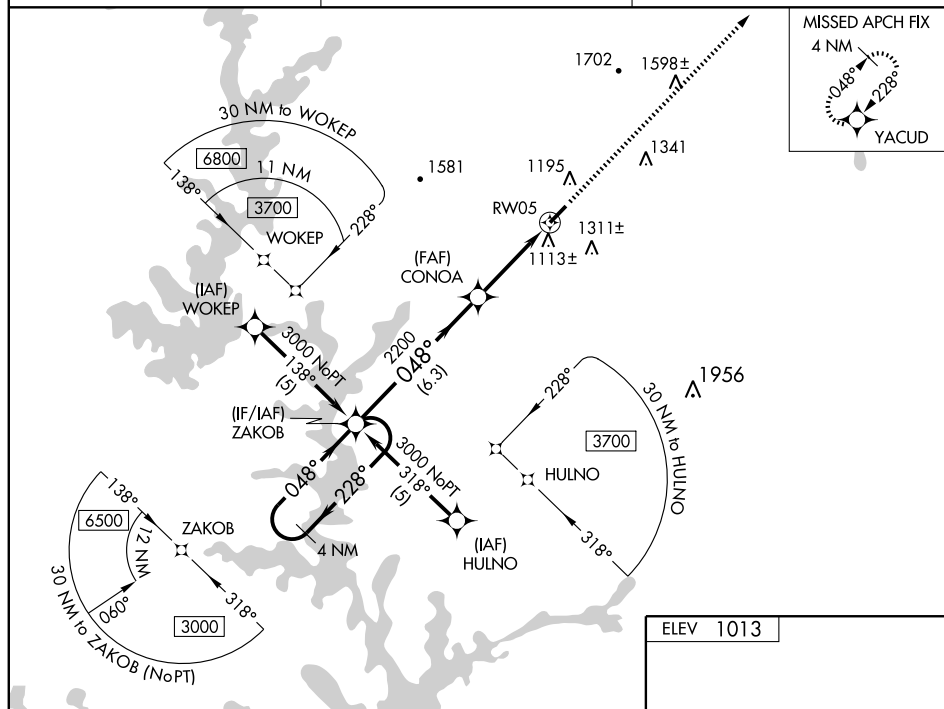 MISSED APCH FIX
4 NM
048°
228°
YACUD
1702
1598±
30 NM to WOKEP
6800
11 NM
138°
3700
228°
WOKEP
1581
1195
1341
RW05
1311±
1113±
(FAF)
CONOA
(IAF)
WOKEP
3000 NoPT
138°
(5)
2200
048°
(6.3)
(IF/IAF)
ZAKOB
3000 NoPT
318°
(5)
048°
228°
4 NM
(IAF)
HULNO
228°
1956
3700
30 NM to HULNO
HULNO
318°
138°
6500
12 NM
ZAKOB
060°
318°
3000
30 NM to ZAKOB (NoPT)
ELEV 1013